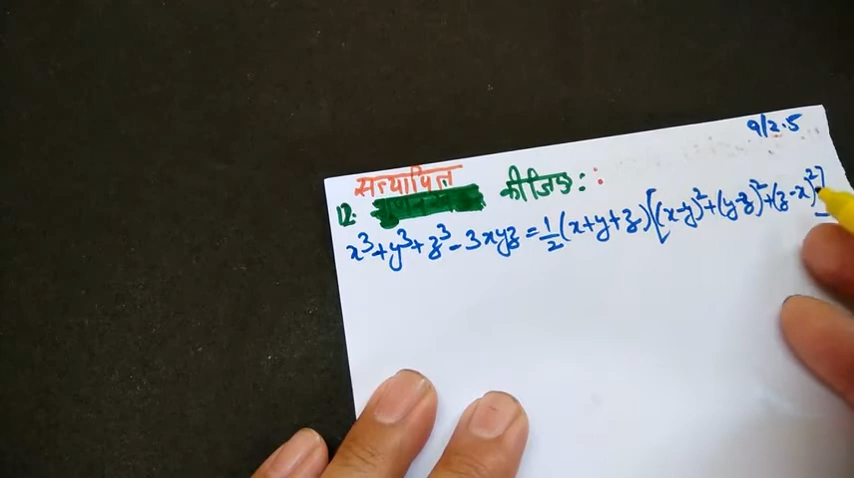 9/2.5
सत्यापित कीजिए :
12.
x³+y³+z³-3xyz=½(x+y+z)[(x-y)²+(y-z)²+(z-x)²]